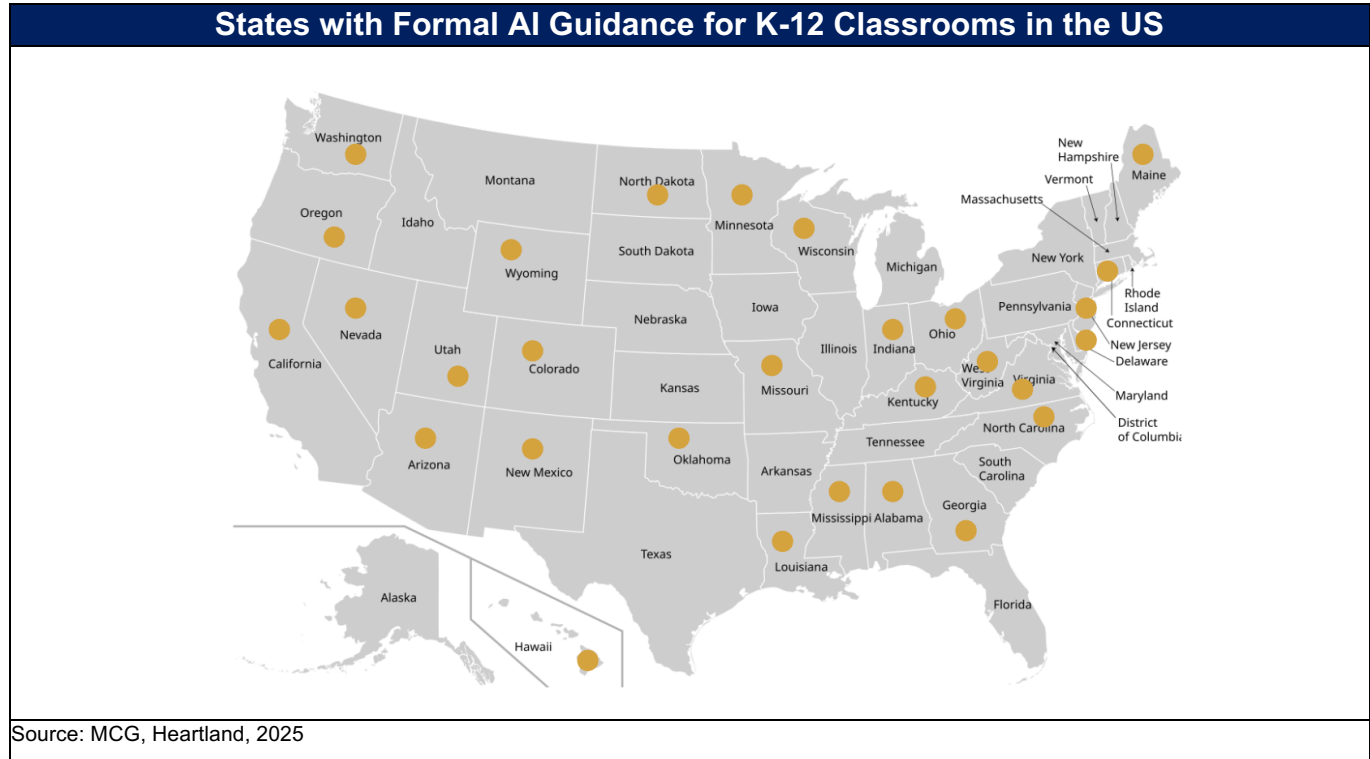 States with Formal AI Guidance for K-12 Classrooms in the US
Washington
Montana
North Dakota
Minnesota
New
Hampshire
Vermont
Maine
Massachusetts
Oregon
Idaho
Wyoming
South Dakota
Wisconsin
Michigan
New York
Nevada
Nebraska
Iowa
Pennsylvania
Rhode
Island
Connecticut
California
Utah
Colorado
Kansas
Missouri
Illinois
Indiana
Ohio
New Jersey
Delaware
West
Virginia
Virginia
Kentucky
Maryland
Arizona
New Mexico
Oklahoma
Arkansas
Tennessee
North Carolina
District
of Columbi
South
Carolina
Mississippi
Alabama
Georgia
Texas
Louisiana
Florida
Alaska
Hawaii
Source: MCG, Heartland, 2025